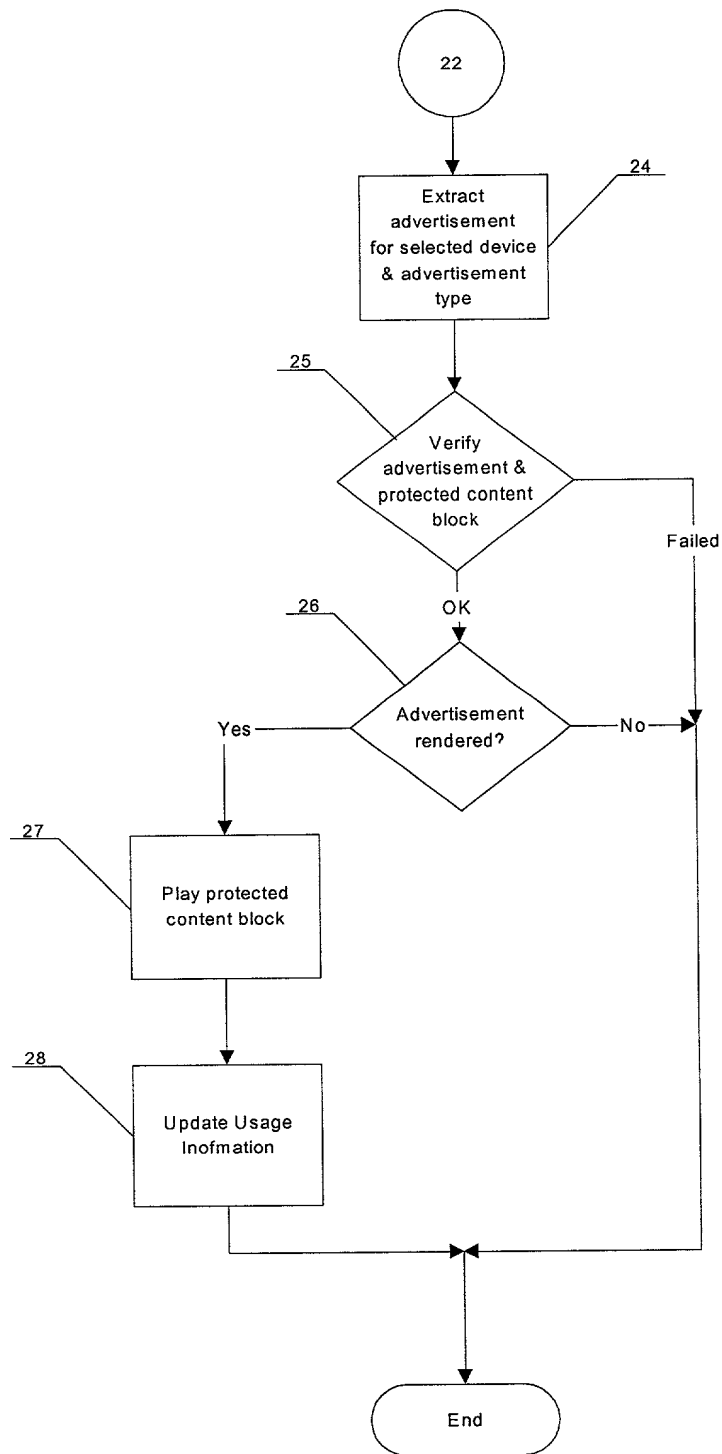 22
24
Extract
advertisement
for selected device
& advertisement
type
25
Verify
advertisement &
protected content
block
Failed
OK
26
Advertisement
rendered?
Yes
No
27
Play protected
content block
28
Update Usage
Inofmation
End